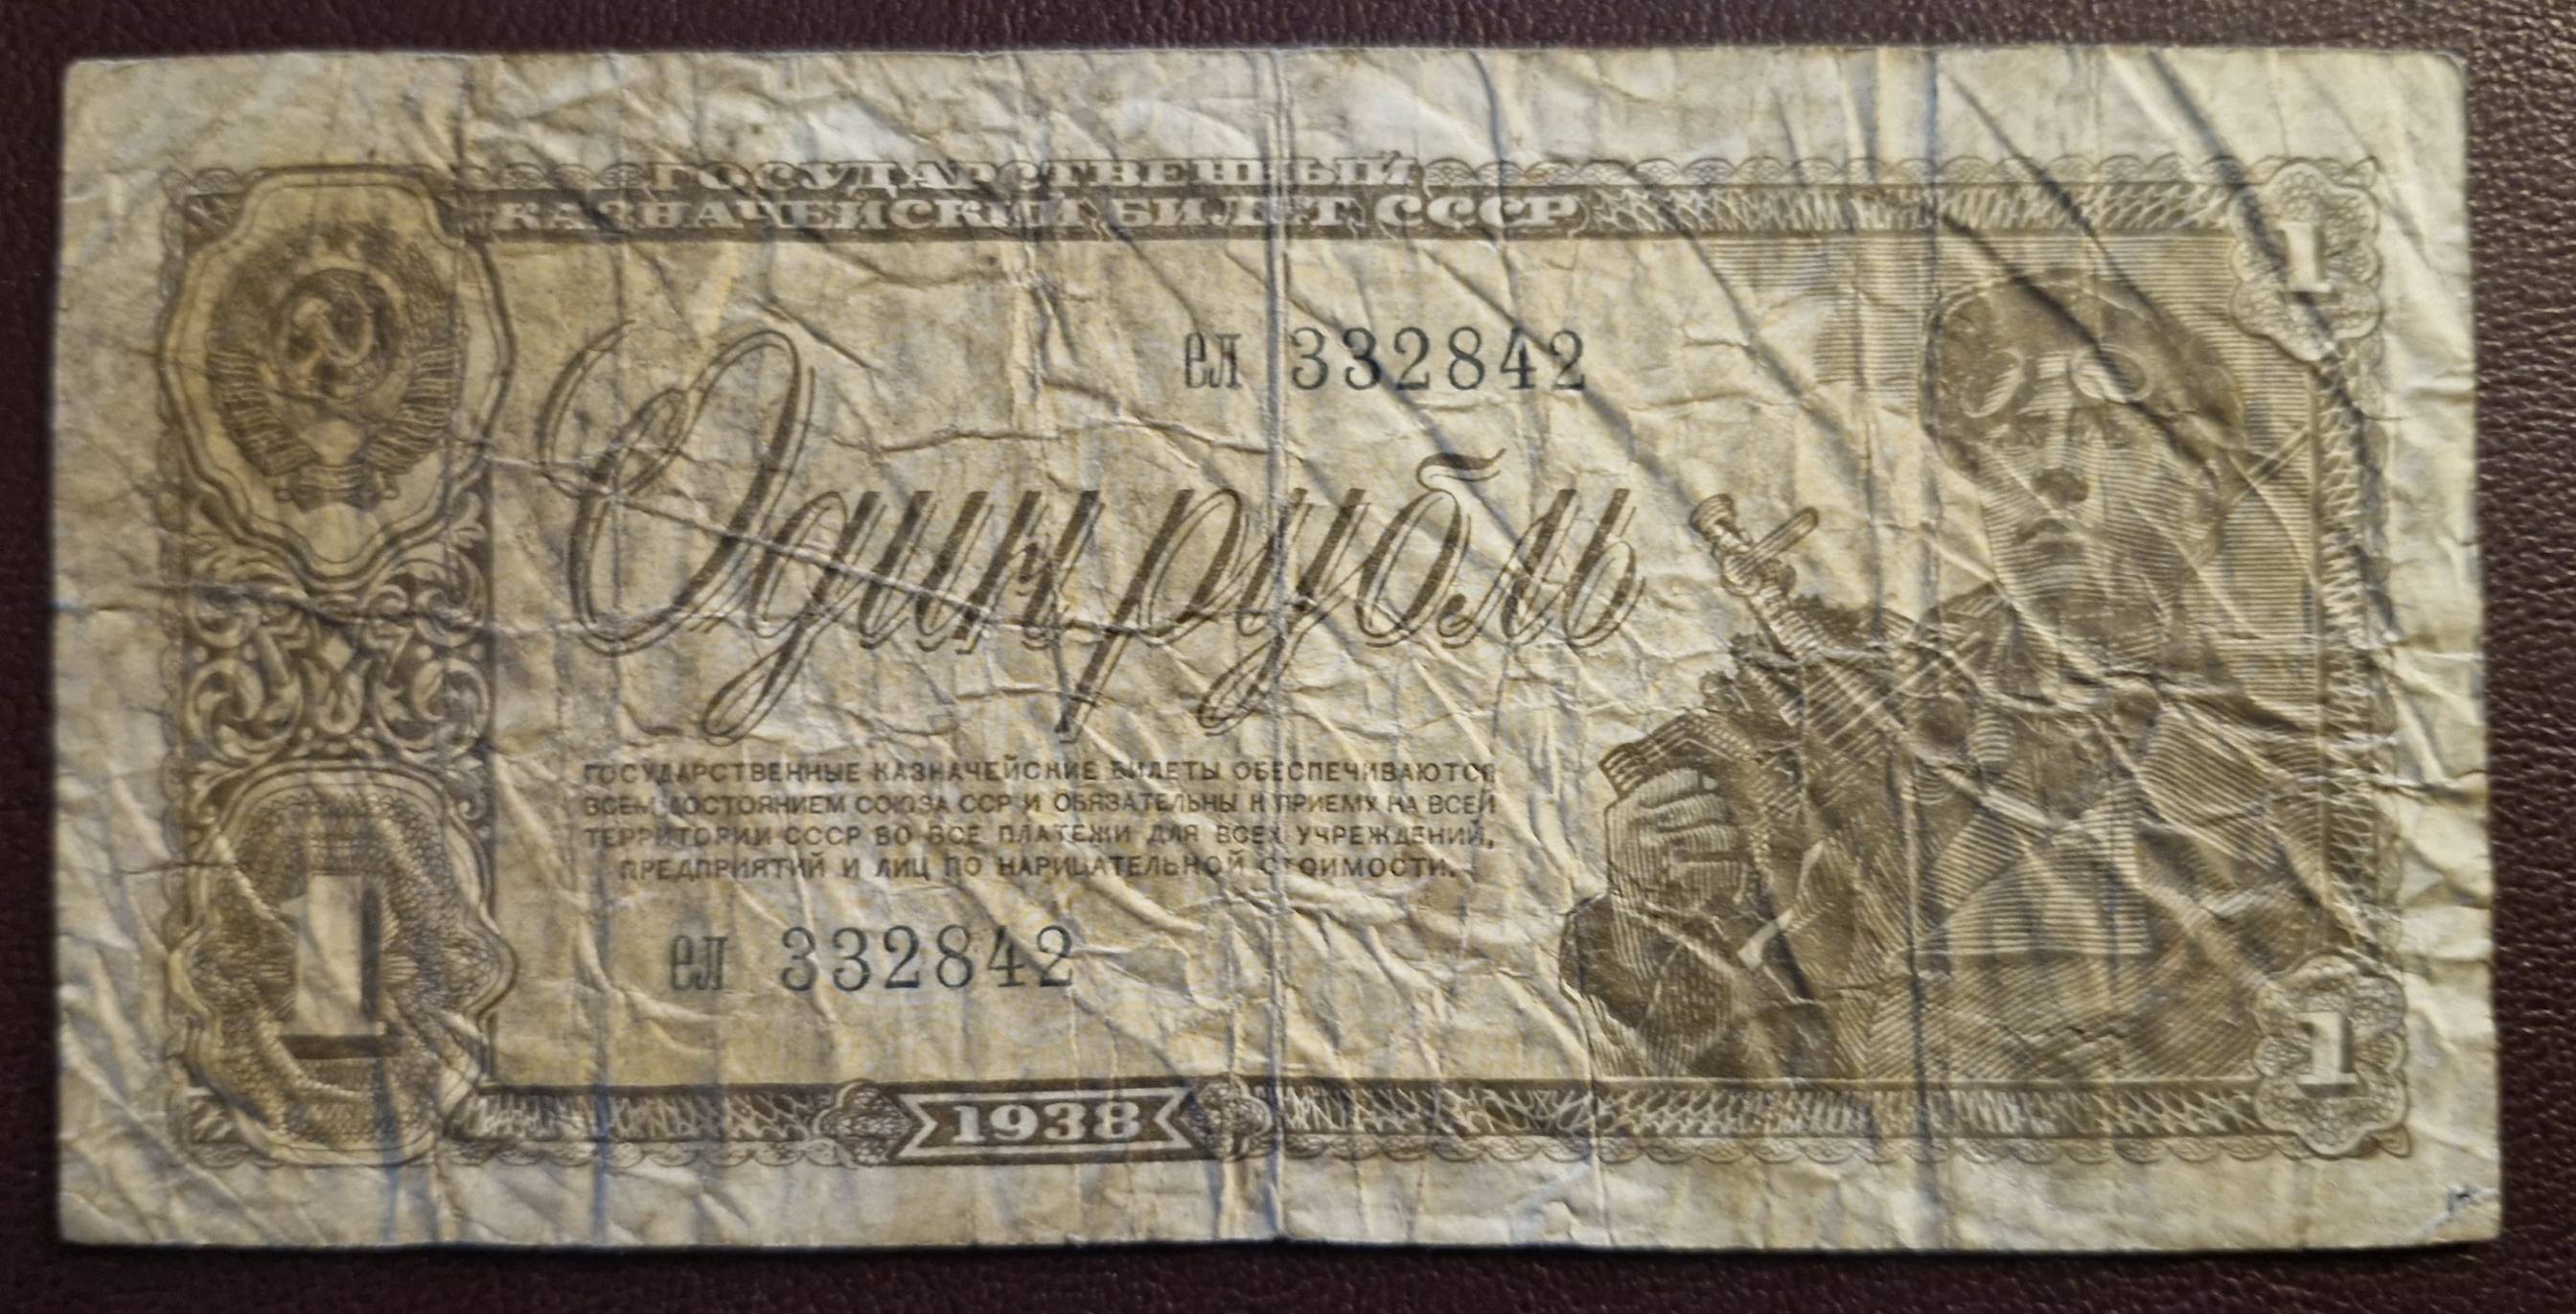 ГОСУДАРСТВЕННЫЙ
КАЗНАЧЕЙСКИЙ БИЛЕТ СССР
1
ел 332842
Один рубль
ГОСУДАРСТВЕННЫЕ КАЗНАЧЕЙСКИЕ БИЛЕТЫ ОБЕСПЕЧИВАЮТСЯ
ВСЕМ ДОСТОЯНИЕМ СОЮЗА ССР И ОБЯЗАТЕЛЬНЫ К ПРИЕМУ НА ВСЕЙ
ТЕРРИТОРИИ СССР ВО ВСЕ ПЛАТЕЖИ ДЛЯ ВСЕХ УЧРЕЖДЕНИЙ,
ПРЕДПРИЯТИЙ И ЛИЦ ПО НАРИЦАТЕЛЬНОЙ СТОИМОСТИ.
1
ел 332842
1
1938